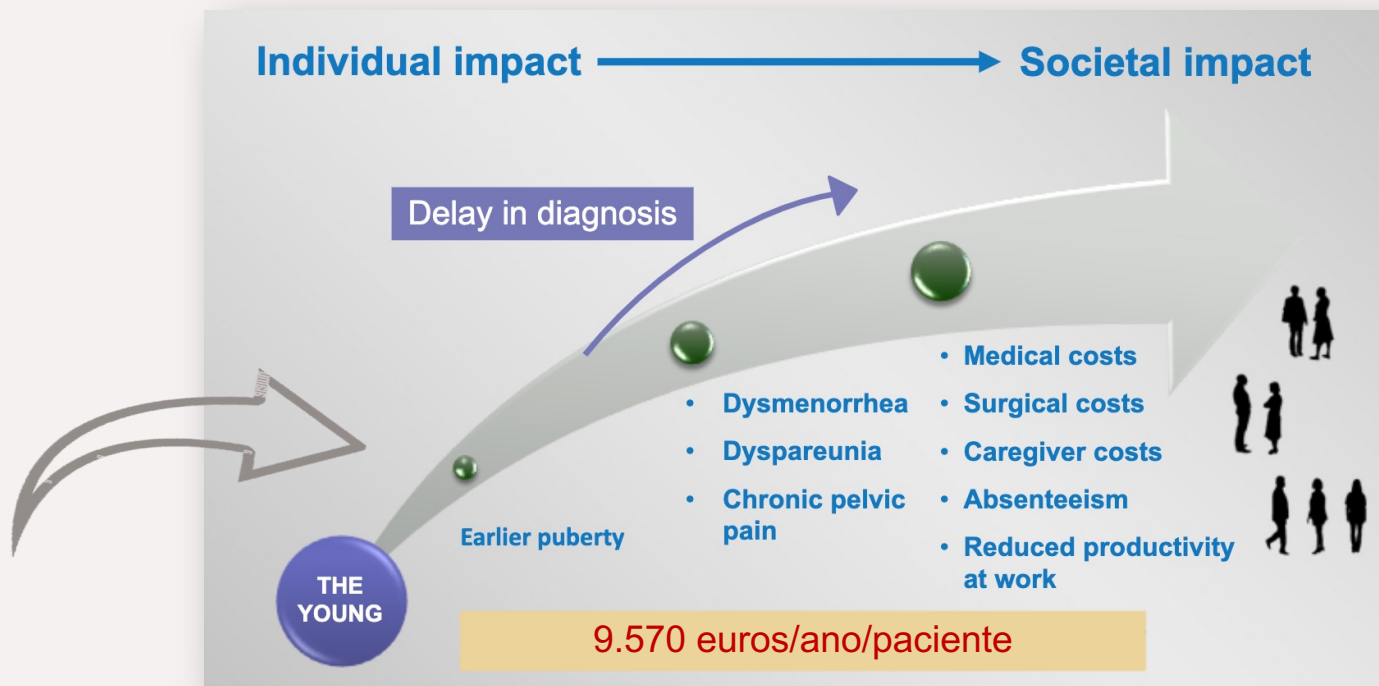 Individual impact
Societal impact
Delay in diagnosis
Earlier puberty
• Dysmenorrhea
• Dyspareunia
• Chronic pelvic
pain
• Medical costs
• Surgical costs
• Caregiver costs
• Absenteeism
• Reduced productivity
at work
THE
YOUNG
9.570 euros/ano/paciente